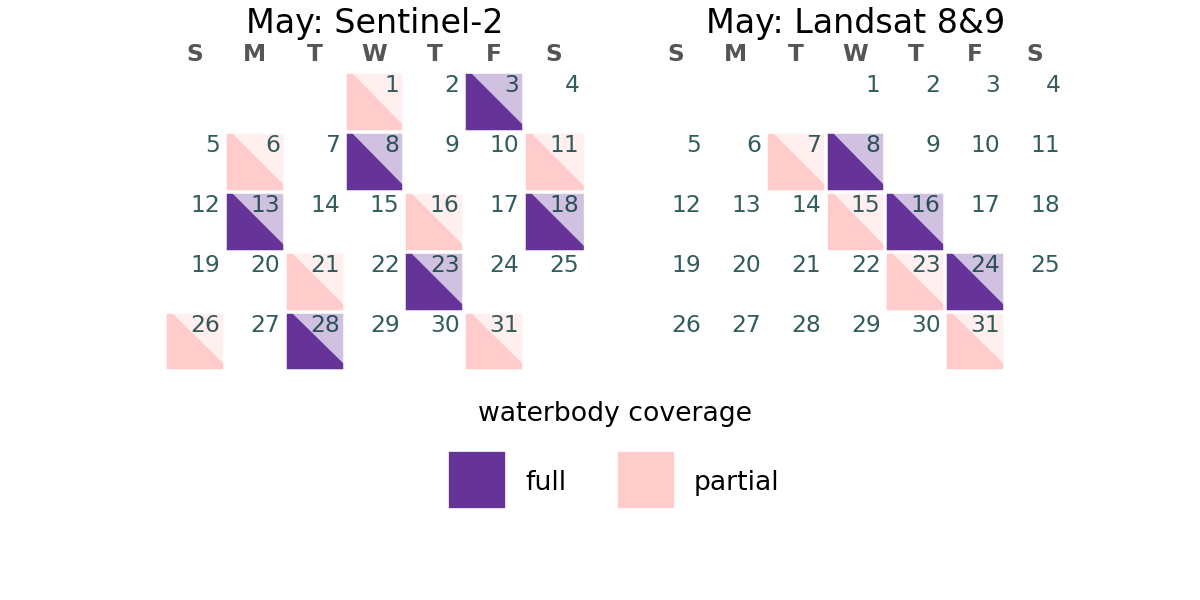 May: Sentinel-2
S M T W T F S
1 2 3 4
5 6 7 8 9 10 11
12 13 14 15 16 17 18
19 20 21 22 23 24 25
26 27 28 29 30 31
May: Landsat 8&9
S M T W T F S
1 2 3 4
5 6 7 8 9 10 11
12 13 14 15 16 17 18
19 20 21 22 23 24 25
26 27 28 29 30 31
waterbody coverage
full partial